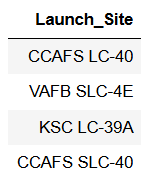 Launch_Site
CCAFS LC-40
VAFB SLC-4E
KSC LC-39A
CCAFS SLC-40